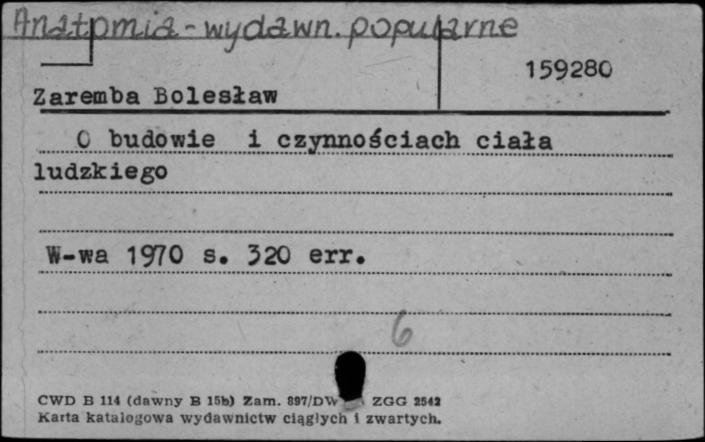 Anatomia - wydawn. popularne
159280
Zaremba Bolesław
O budowie i czynnościach ciała
ludzkiego
W-wa 1970 s. 320 err.
6
CWD B 114 (dawny B 15b) Zam. 897/DW ZGG 2542
Karta katalogowa wydawnictw ciągłych i zwartych.